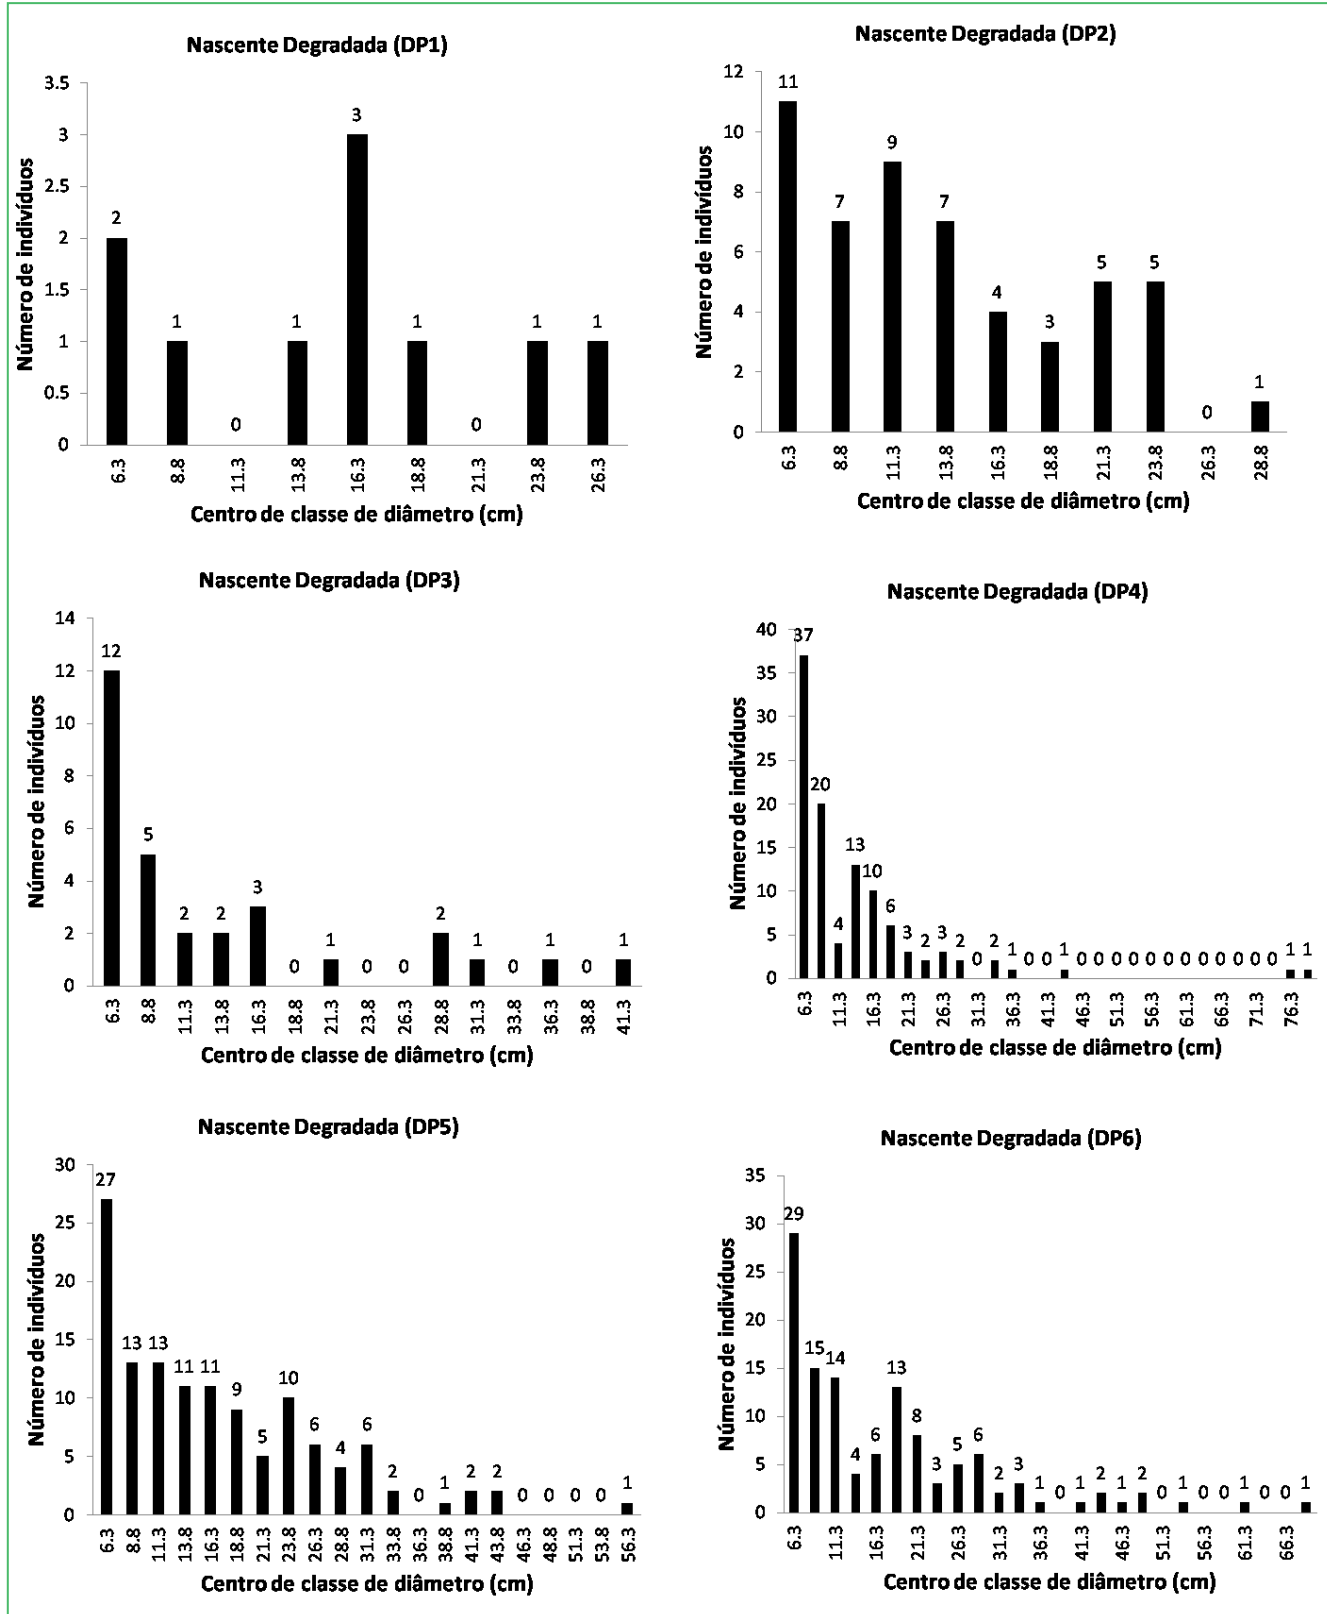 Nascente Degradada (DP1)
Número de indivíduos
3.5
3
2.5
2
1.5
1
0.5
0
2 1 0 1 3 1 0 1 1
6.3 8.8 11.3 13.8 16.3 18.8 21.3 23.8 26.3
Centro de classe de diâmetro (cm)
Nascente Degradada (DP2)
Número de indivíduos
12
10
8
6
4
2
0
11 7 9 7 4 3 5 5 0 1
6.3 8.8 11.3 13.8 16.3 18.8 21.3 23.8 26.3 28.8
Centro de classe de diâmetro (cm)
Nascente Degradada (DP3)
Número de indivíduos
14
12
10
8
6
4
2
0
12 5 2 2 3 0 1 0 0 2 1 0 1 0 1
6.3 8.8 11.3 13.8 16.3 18.8 21.3 23.8 26.3 28.8 31.3 33.8 36.3 38.8 41.3
Centro de classe de diâmetro (cm)
Nascente Degradada (DP4)
Número de indivíduos
40
35
30
25
20
15
10
5
0
37 20 4 13 10 6 3 2 3 2 0 2 1 0 0 1 0 0 0 0 0 0 0 0 0 0 0 0 1 1
6.3 11.3 16.3 21.3 26.3 31.3 36.3 41.3 46.3 51.3 56.3 61.3 66.3 71.3 76.3
Centro de classe de diâmetro (cm)
Nascente Degradada (DP5)
Número de indivíduos
30
25
20
15
10
5
0
27 13 13 11 11 9 5 10 6 4 6 2 0 1 2 2 0 0 0 0 1
6.3 8.8 11.3 13.8 16.3 18.8 21.3 23.8 26.3 28.8 31.3 33.8 36.3 38.8 41.3 43.8 46.3 48.8 51.3 53.8 56.3
Centro de classe de diâmetro (cm)
Nascente Degradada (DP6)
Número de indivíduos
35
30
25
20
15
10
5
0
29 15 14 4 6 13 8 3 5 6 2 3 1 0 1 2 1 2 0 1 0 0 1 0 0 1
6.3 11.3 16.3 21.3 26.3 31.3 36.3 41.3 46.3 51.3 56.3 61.3 66.3
Centro de classe de diâmetro (cm)